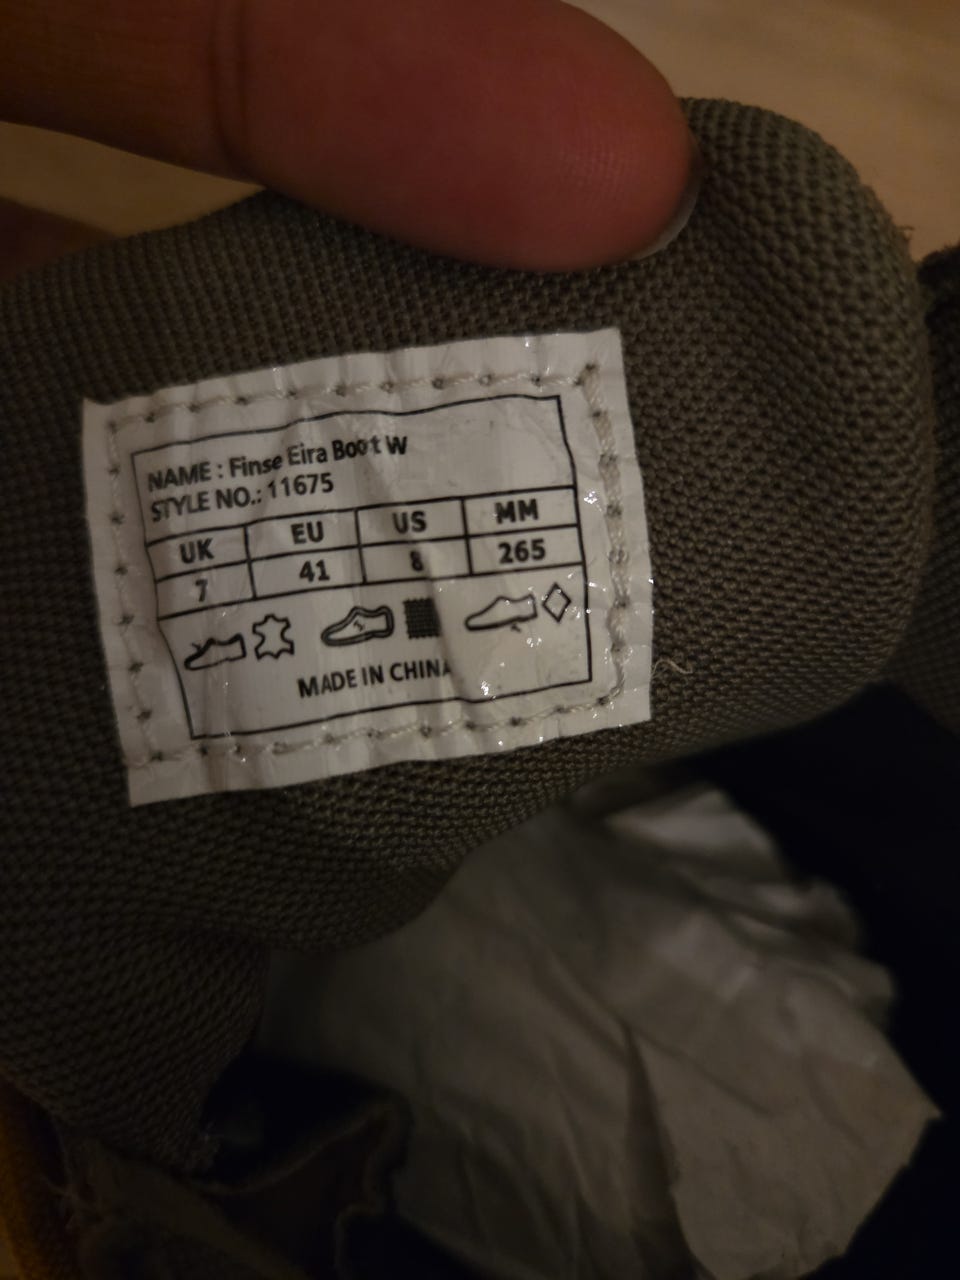 NAME : Finse Eira Boot W
STYLE NO.: 11675
UK EU US MM
7 41 8 265
MADE IN CHINA